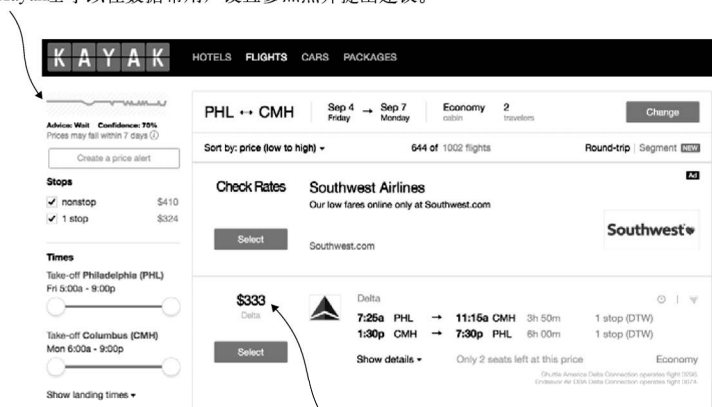 KAYAK
HOTELS FLIGHTS CARS PACKAGES
Advice: Wait Confidence: 70%
Prices may fall within 7 days
Create a price alert
Stops
nonstop $410
1 stop $324
Times
Take-off Philadelphia (PHL)
Fri 5:00a - 9:00p
Take-off Columbus (CMH)
Mon 6:00a - 9:00p
Show landing times
PHL ↔ CMH Sep 4 → Sep 7 Economy 2 Change
Friday Monday cabin travelers
Sort by: price (low to high) 644 of 1002 flights Round-trip | Segment NEW
Ad
Check Rates Southwest Airlines
Our low fares online only at Southwest.com
Southwest
Select Southwest.com
$333 Delta
Delta 7:25a PHL → 11:15a CMH 3h 50m 1 stop (DTW)
1:30p CMH → 7:30p PHL 6h 00m 1 stop (DTW)
Select Show details Only 2 seats left at this price Economy